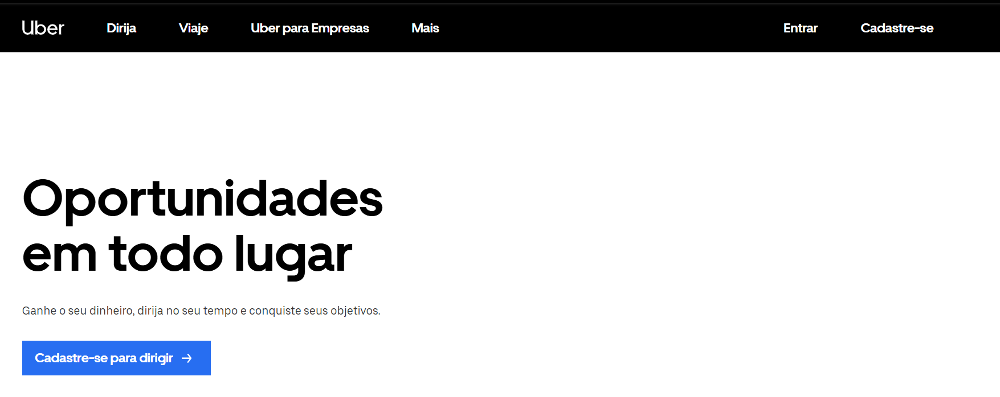 Uber Dirija Viaje Uber para Empresas Mais Entrar Cadastre-se
Oportunidades
em todo lugar
Ganhe o seu dinheiro, dirija no seu tempo e conquiste seus objetivos.
Cadastre-se para dirigir →